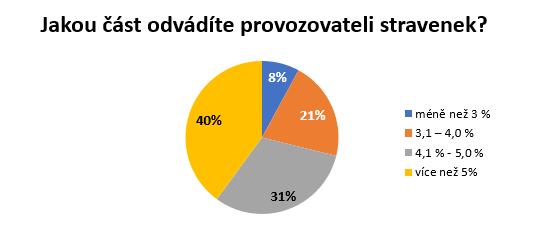 Jakou část odvádíte provozovateli stravenek?
8%
21%
40%
31%
méně než 3 %
3,1 – 4,0 %
4,1 % - 5,0 %
více než 5%